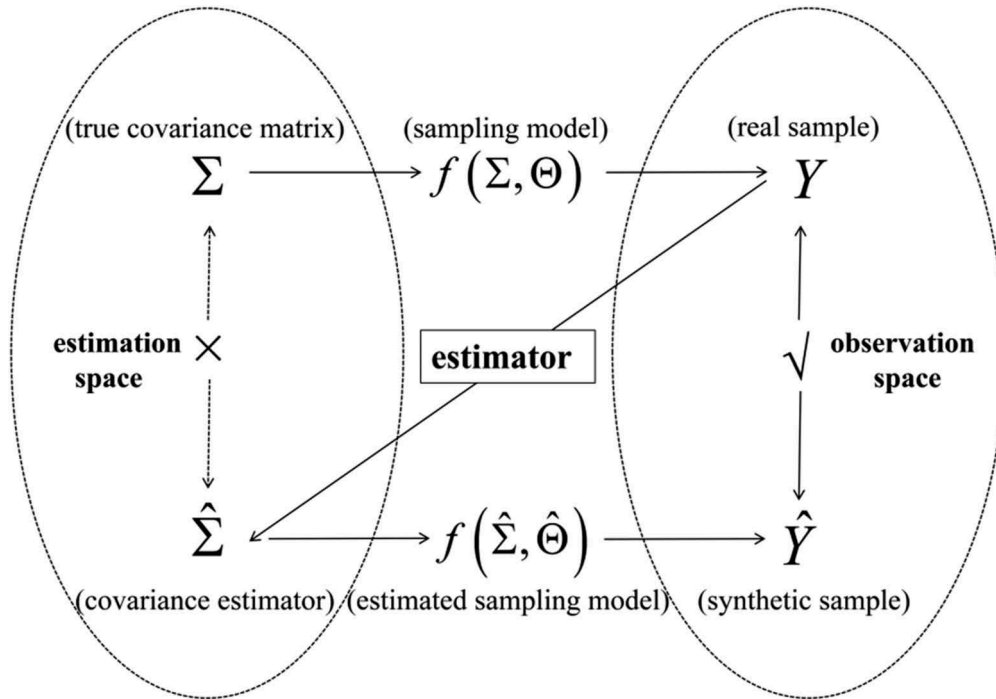 (true covariance matrix) (sampling model) (real sample)
Σ f(Σ,Θ) Y
estimation × estimator √ observation
space space
Σ̂ f(Σ̂,Θ̂) Ŷ
(covariance estimator) (estimated sampling model) (synthetic sample)